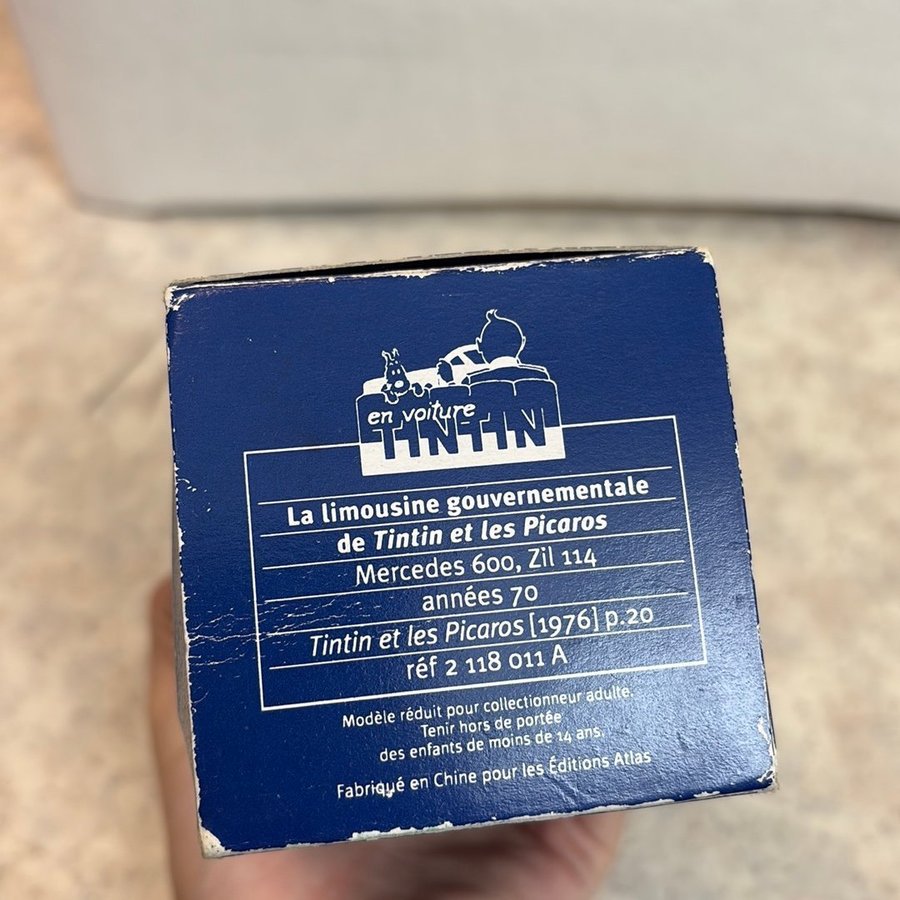 en voiture
TINTIN
La limousine gouvernementale
de Tintin et les Picaros
Mercedes 600, Zil 114
années 70
Tintin et les Picaros [1976] p.20
réf 2 118 011 A
Modèle réduit pour collectionneur adulte.
Tenir hors de portée
des enfants de moins de 14 ans.
Fabriqué en Chine pour les Éditions Atlas